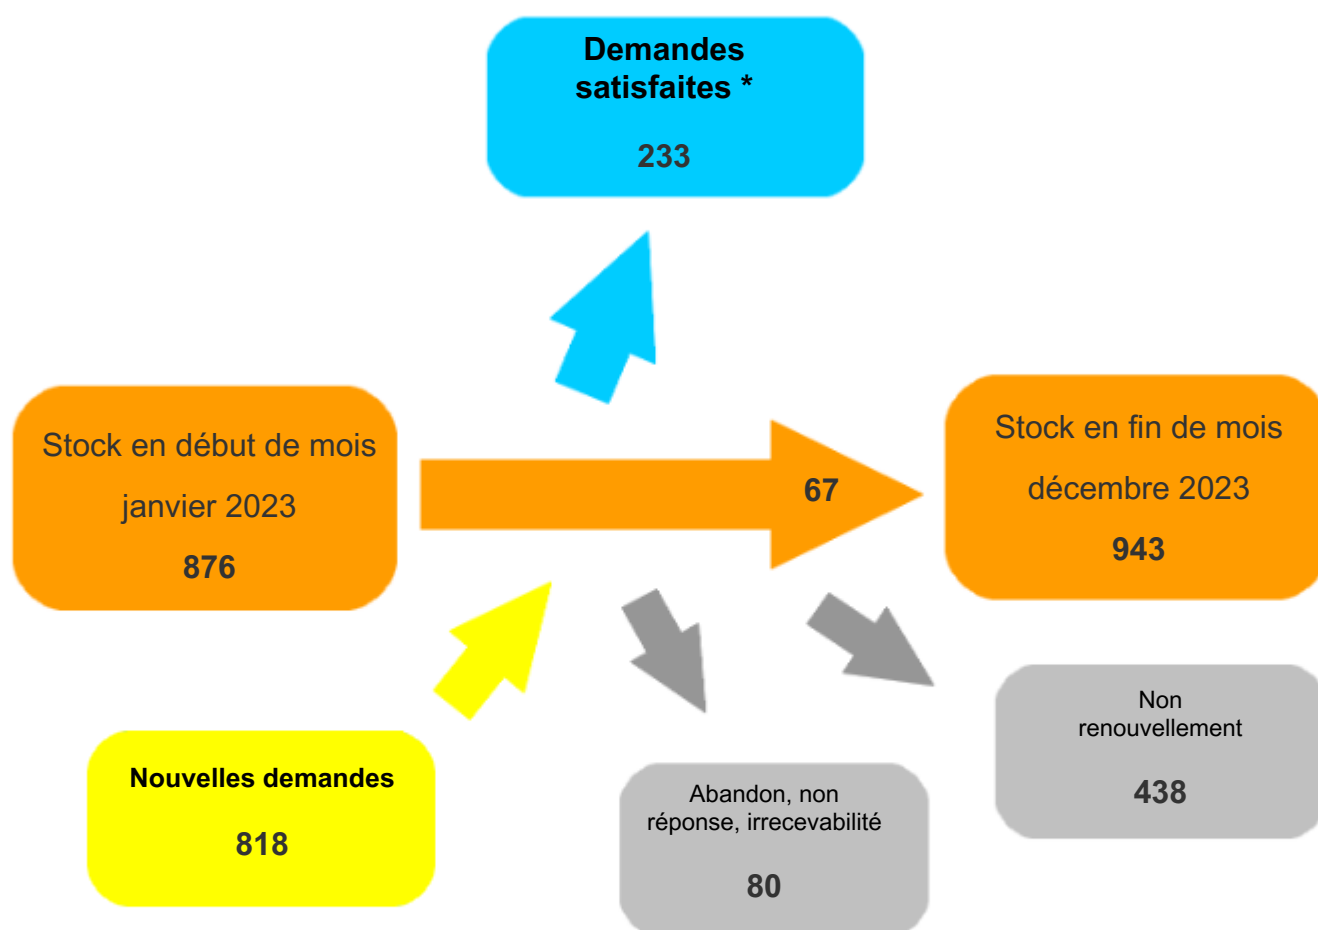 Demandes
satisfaites *
233
Stock en début de mois
janvier 2023
876
67
Stock en fin de mois
décembre 2023
943
Nouvelles demandes
818
Abandon, non
réponse, irrecevabilité
80
Non
renouvellement
438